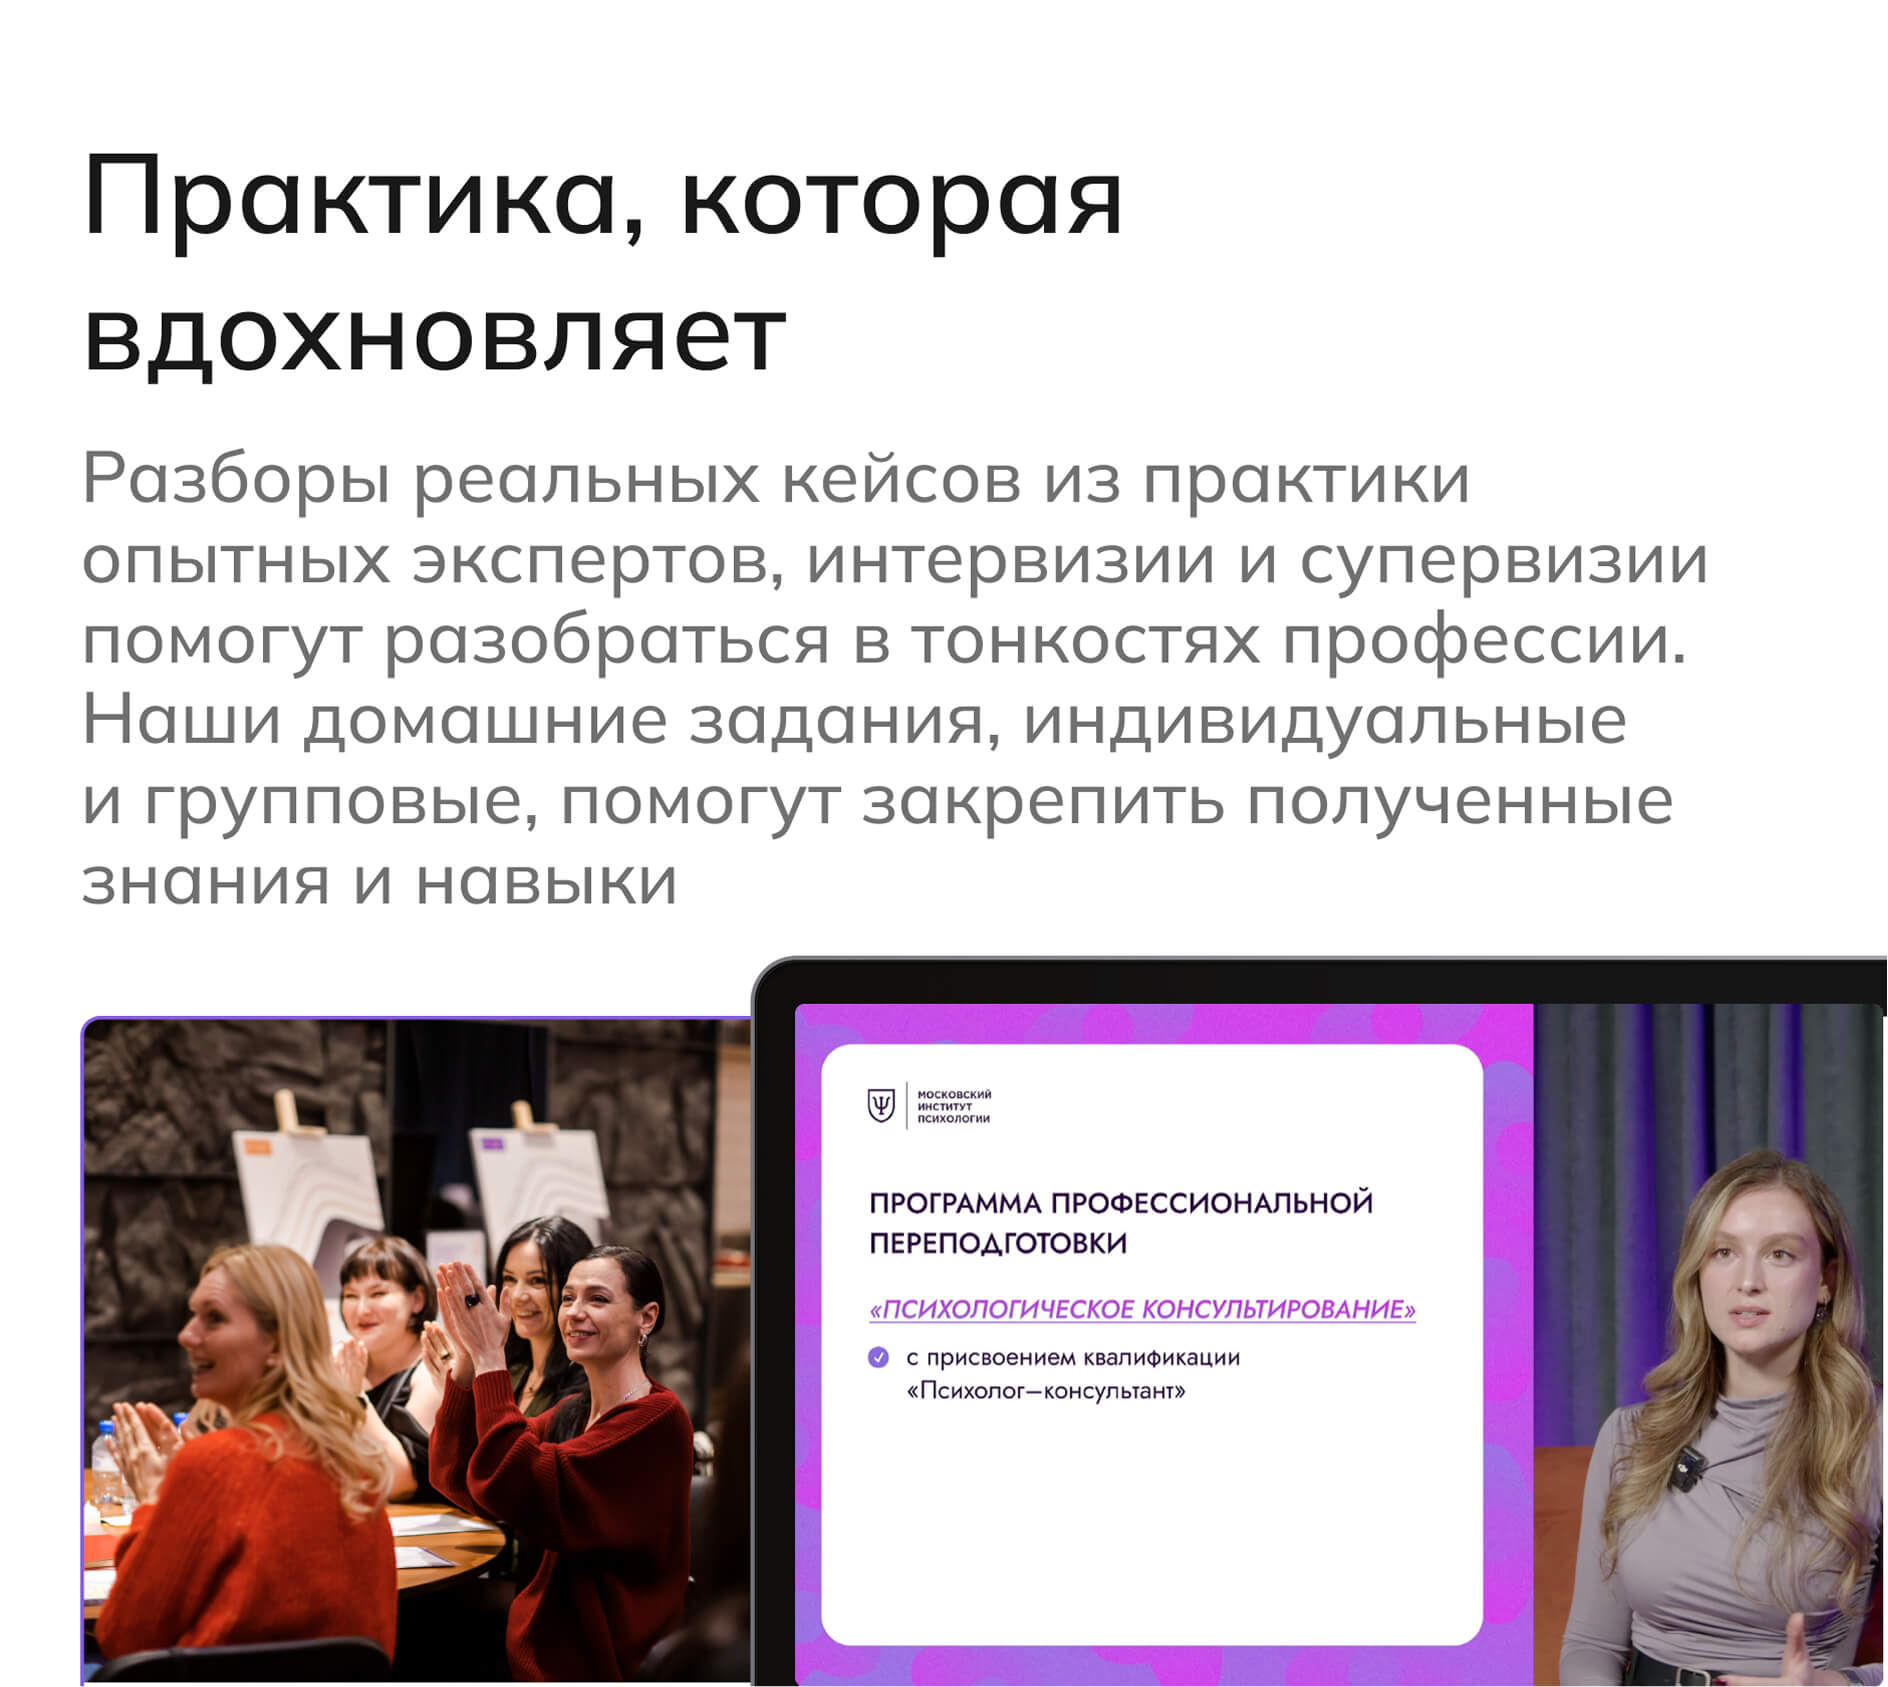 Практика, которая
вдохновляет
Разборы реальных кейсов из практики
опытных экспертов, интервизии и супервизии
помогут разобраться в тонкостях профессии.
Наши домашние задания, индивидуальные
и групповые, помогут закрепить полученные
знания и навыки
МОСКОВСКИЙ
ИНСТИТУТ
ПСИХОЛОГИИ
ПРОГРАММА ПРОФЕССИОНАЛЬНОЙ
ПЕРЕПОДГОТОВКИ
«ПСИХОЛОГИЧЕСКОЕ КОНСУЛЬТИРОВАНИЕ»
с присвоением квалификации
«Психолог–консультант»